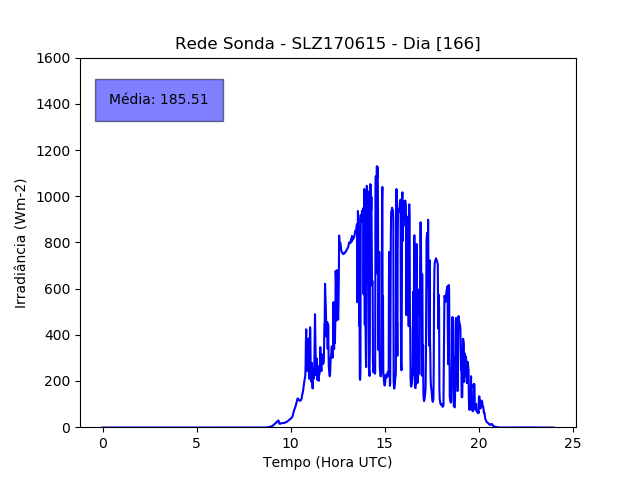 Rede Sonda - SLZ170615 - Dia [166]
Média: 185.51
Irradiância (Wm-2)
1600
1400
1200
1000
800
600
400
200
0
0 5 10 15 20 25
Tempo (Hora UTC)